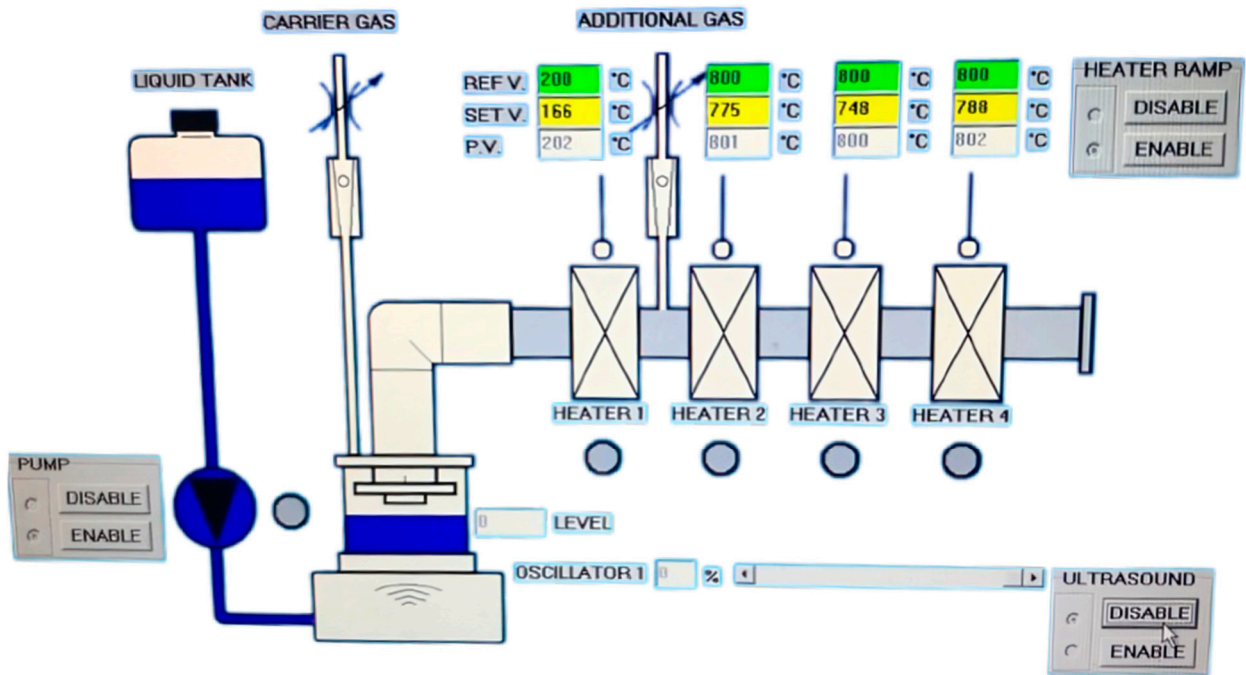 CARRIER GAS
ADDITIONAL GAS
LIQUID TANK
REF V. 200 °C 800 800 800 °C
SET V. 166 °C 775 °C 748 °C 788 °C
P.V. 202 °C 801 °C 800 °C 802 °C
HEATER RAMP
DISABLE
ENABLE
HEATER 1 HEATER 2 HEATER 3 HEATER 4
PUMP
DISABLE
ENABLE
0 LEVEL
OSCILLATOR 1 0 %
ULTRASOUND
DISABLE
ENABLE